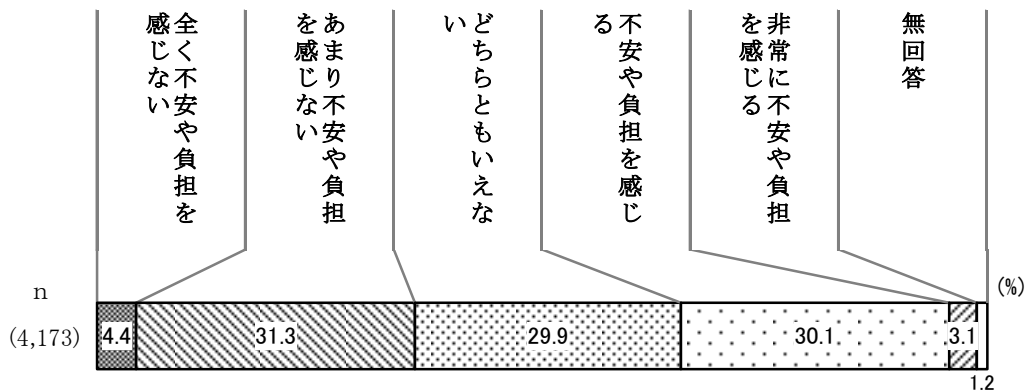 全く不安や負担を
感じない
あまり不安や負担
を感じない
どちらともいえな
い
不安や負担を感じ
る
非常に不安や負担
を感じる
無回答
(%)
n
(4,173)
4.4
31.3
29.9
30.1
3.1
1.2